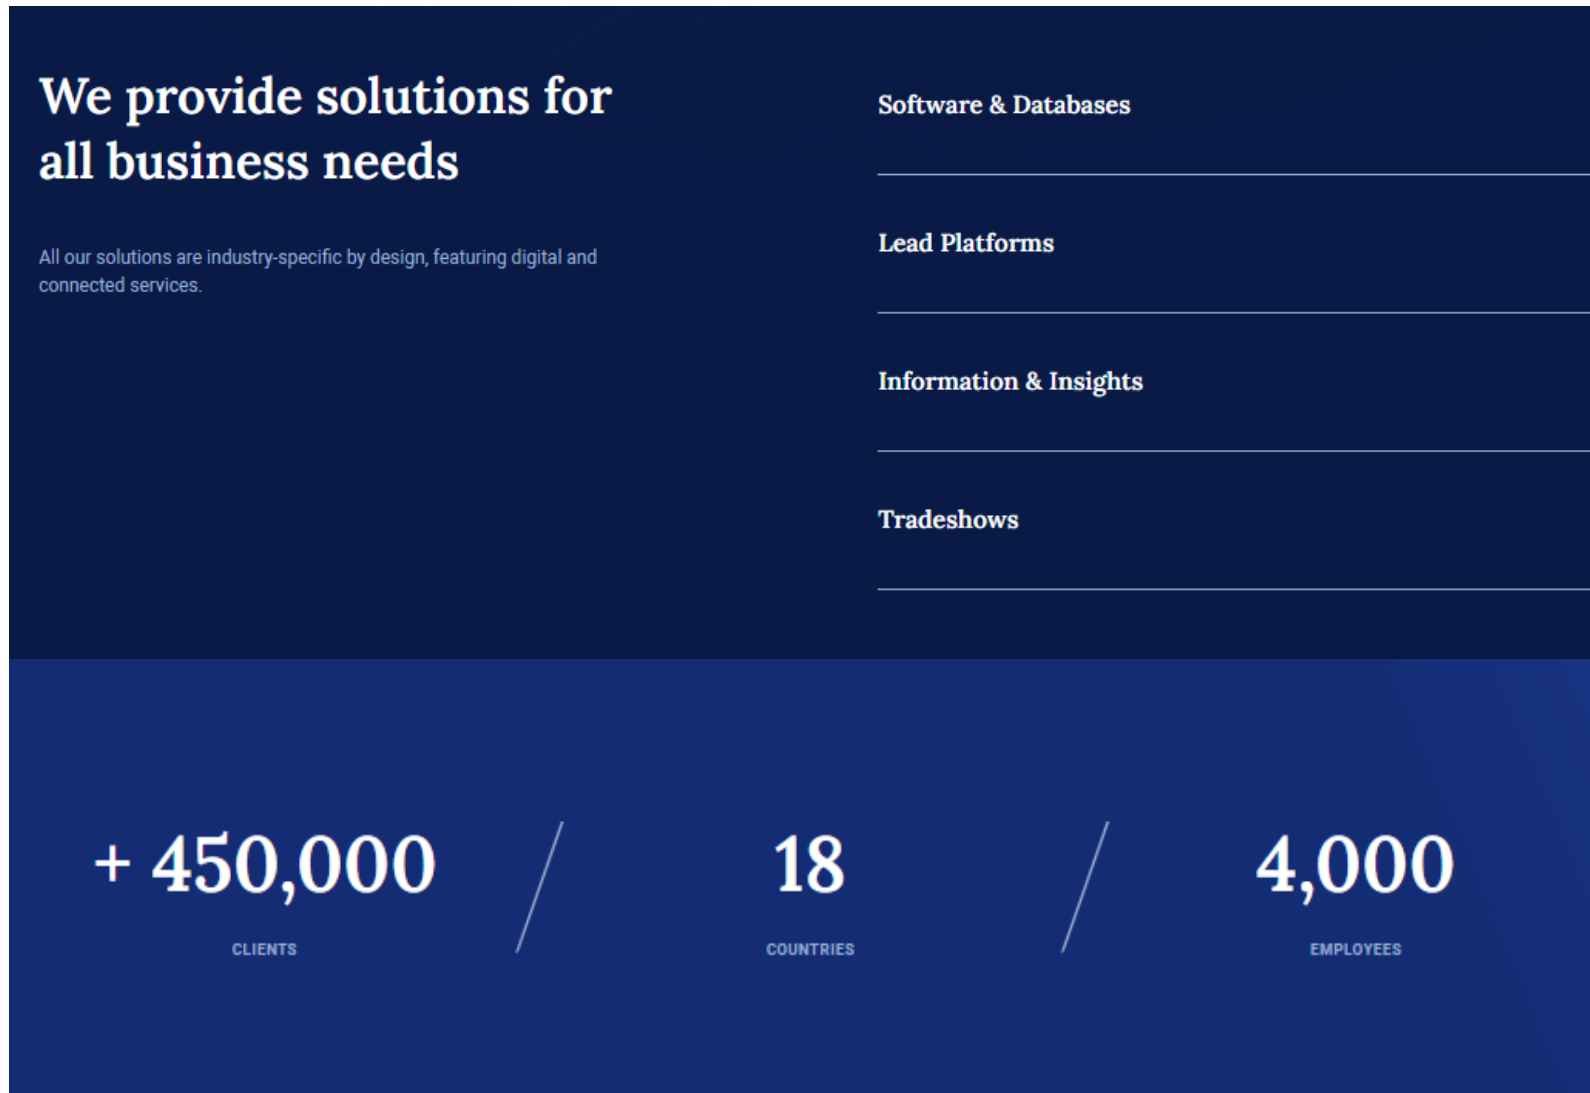 We provide solutions for
all business needs
All our solutions are industry-specific by design, featuring digital and
connected services.
Software & Databases
Lead Platforms
Information & Insights
Tradeshows
+ 450,000
CLIENTS
18
COUNTRIES
4,000
EMPLOYEES